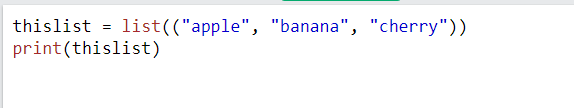 thislist = list(("apple", "banana", "cherry"))
print(thislist)